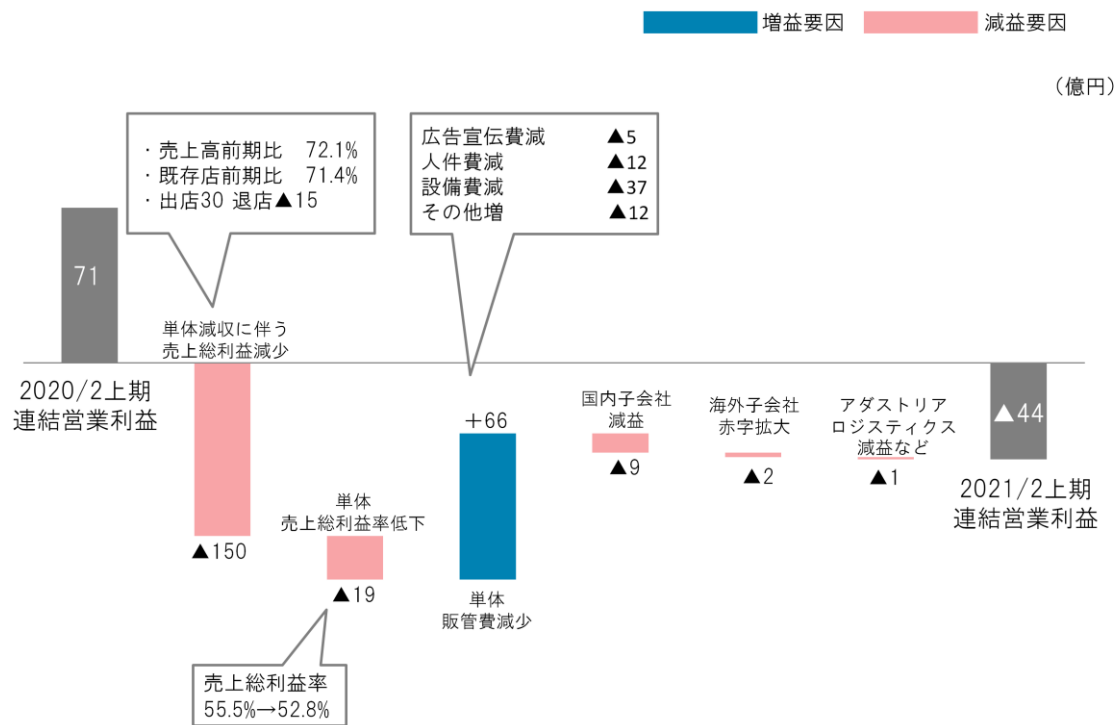 増益要因 減益要因
（億円）
・売上高前期比 72.1%
・既存店前期比 71.4%
・出店30 退店▲15
広告宣伝費減 ▲5
人件費減 ▲12
設備費減 ▲37
その他増 ▲12
71
2020/2上期
連結営業利益
単体減収に伴う
売上総利益減少
▲150
単体
売上総利益率低下
▲19
売上総利益率
55.5%→52.8%
+66
単体
販管費減少
国内子会社
減益
▲9
海外子会社
赤字拡大
▲2
アダストリア
ロジスティクス
減益など
▲1
▲44
2021/2上期
連結営業利益